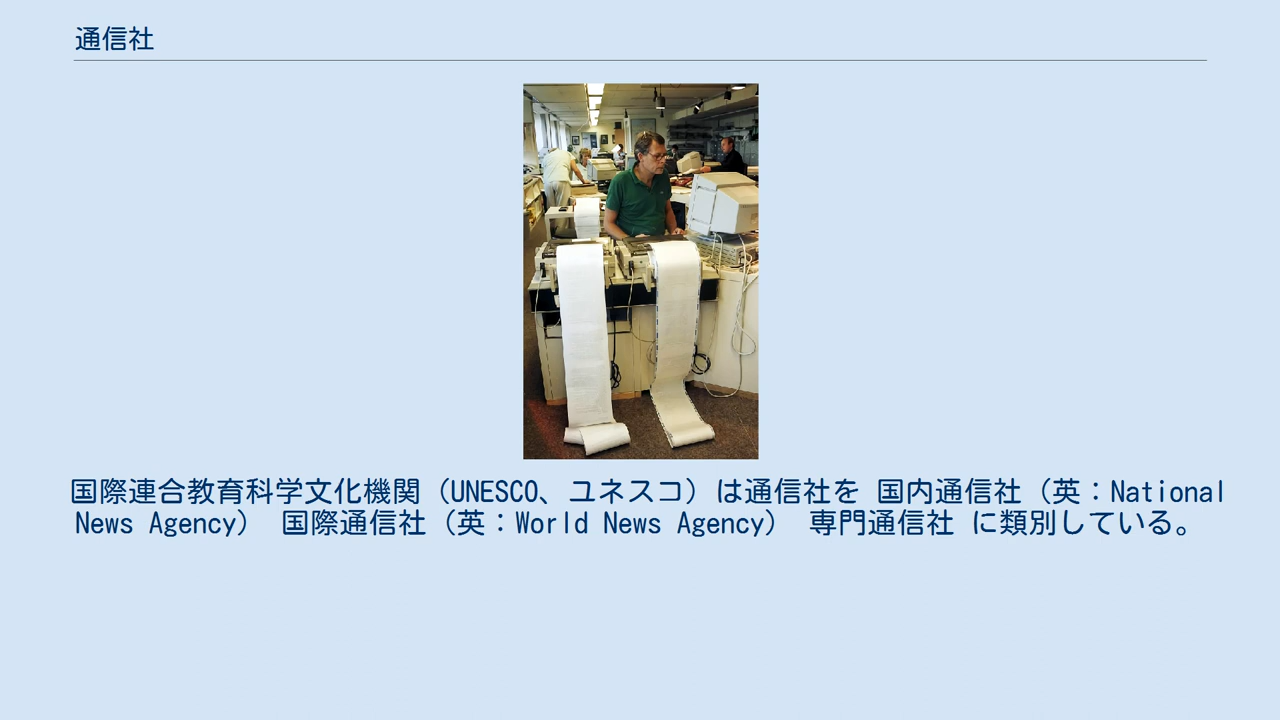 通信社
国際連合教育科学文化機関（UNESCO、ユネスコ）は通信社を 国内通信社（英：National
News Agency） 国際通信社（英：World News Agency） 専門通信社 に類別している。